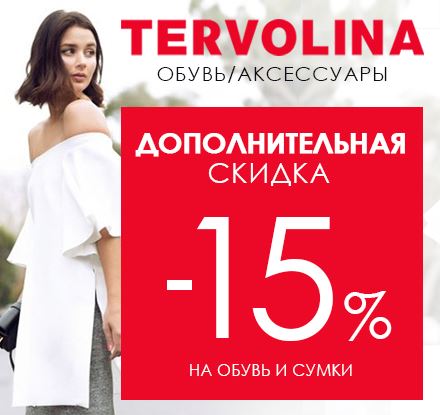 TERVOLINA
ОБУВЬ/АКСЕССУАРЫ
ДОПОЛНИТЕЛЬНАЯ
СКИДКА
-15%
НА ОБУВЬ И СУМКИ